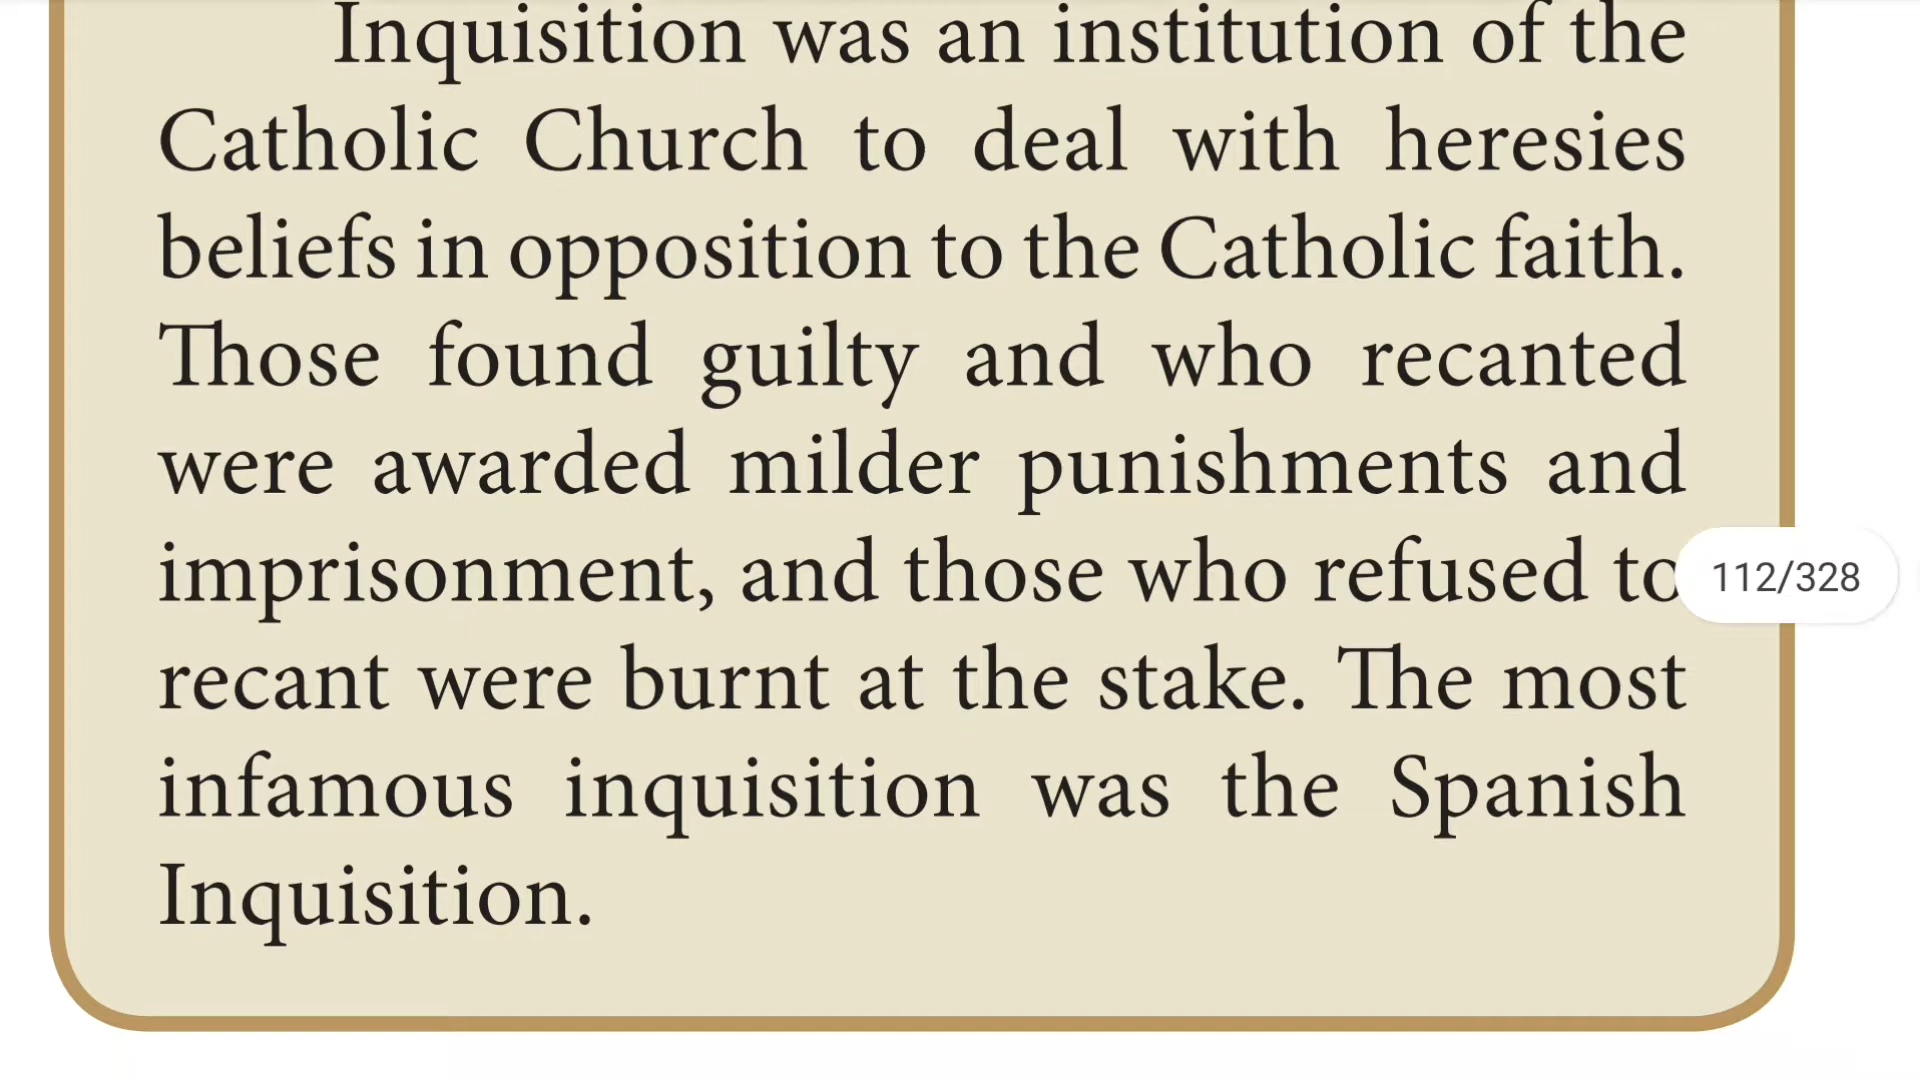 Inquisition was an institution of the
Catholic Church to deal with heresies
beliefs in opposition to the Catholic faith.
Those found guilty and who recanted
were awarded milder punishments and
imprisonment, and those who refused to
112/328
recant were burnt at the stake. The most
infamous inquisition was the Spanish
Inquisition.